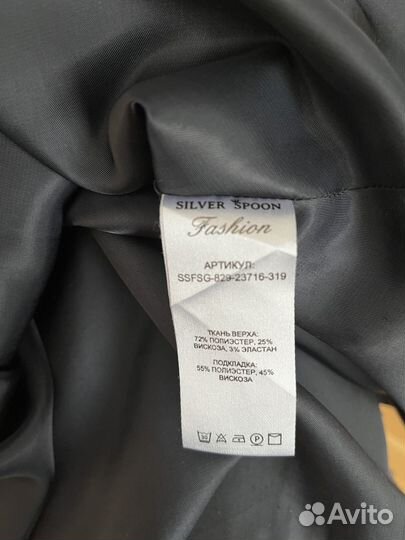 SILVER SPOON
Fashion
АРТИКУЛ:
SSFSG-829-23716-319
ТКАНЬ ВЕРХА:
72% ПОЛИЭСТЕР, 25%
ВИСКОЗА, 3% ЭЛАСТАН
ПОДКЛАДКА:
55% ПОЛИЭСТЕР, 45%
ВИСКОЗА
30
P
Avito